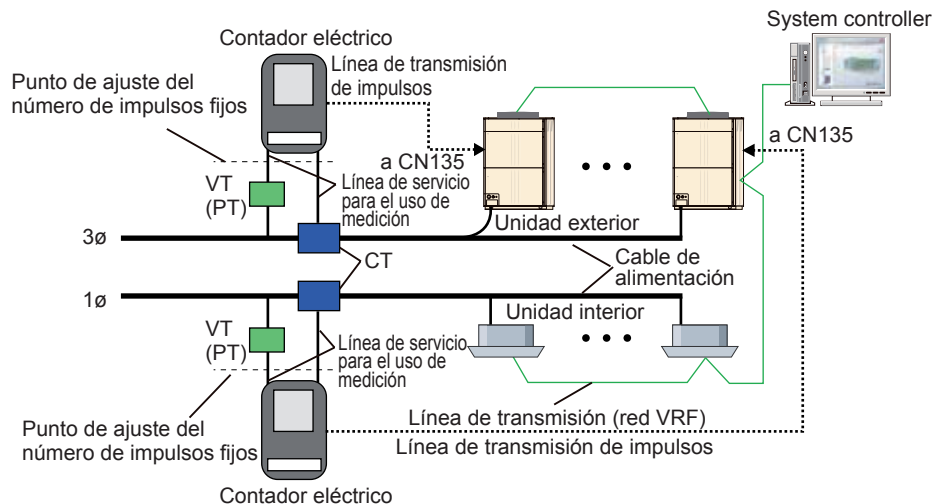 System controller
Contador eléctrico
Línea de transmisión
de impulsos
Punto de ajuste del
número de impulsos fijos
a CN135
a CN135
VT
(PT)
Línea de servicio
para el uso de
medición
Unidad exterior
3ø
CT
Cable de
alimentación
1ø
Unidad interior
VT
(PT)
Línea de servicio
para el uso de
medición
Línea de transmisión (red VRF)
Punto de ajuste del
número de impulsos fijos
Línea de transmisión de impulsos
Contador eléctrico